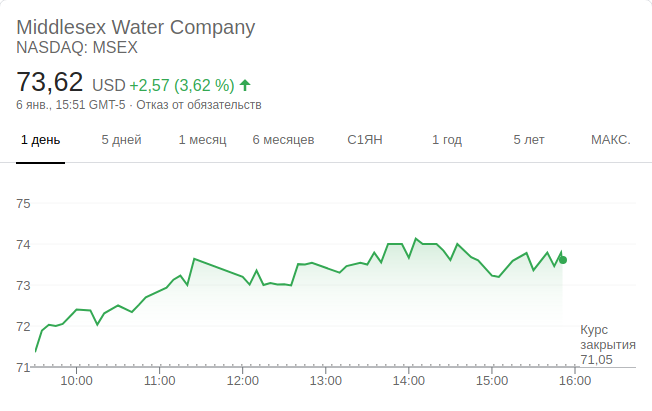 Middlesex Water Company
NASDAQ: MSEX
73,62 USD +2,57 (3,62 %)
6 янв., 15:51 GMT-5 · Отказ от обязательств
1 день 5 дней 1 месяц 6 месяцев С1ЯН 1 год 5 лет МАКС.
75
74
73
72
71
Курс
закрытия
71,05
10:00 11:00 12:00 13:00 14:00 15:00 16:00